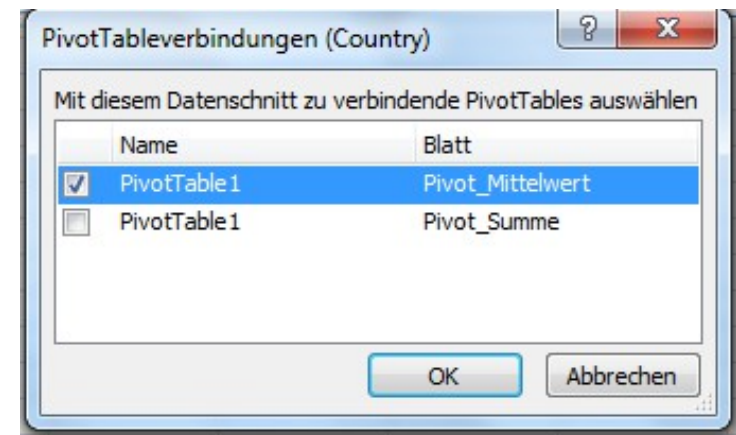 PivotTableverbindungen (Country)
Mit diesem Datenschnitt zu verbindende PivotTables auswählen
Name Blatt
PivotTable1 Pivot_Mittelwert
PivotTable1 Pivot_Summe
OK Abbrechen